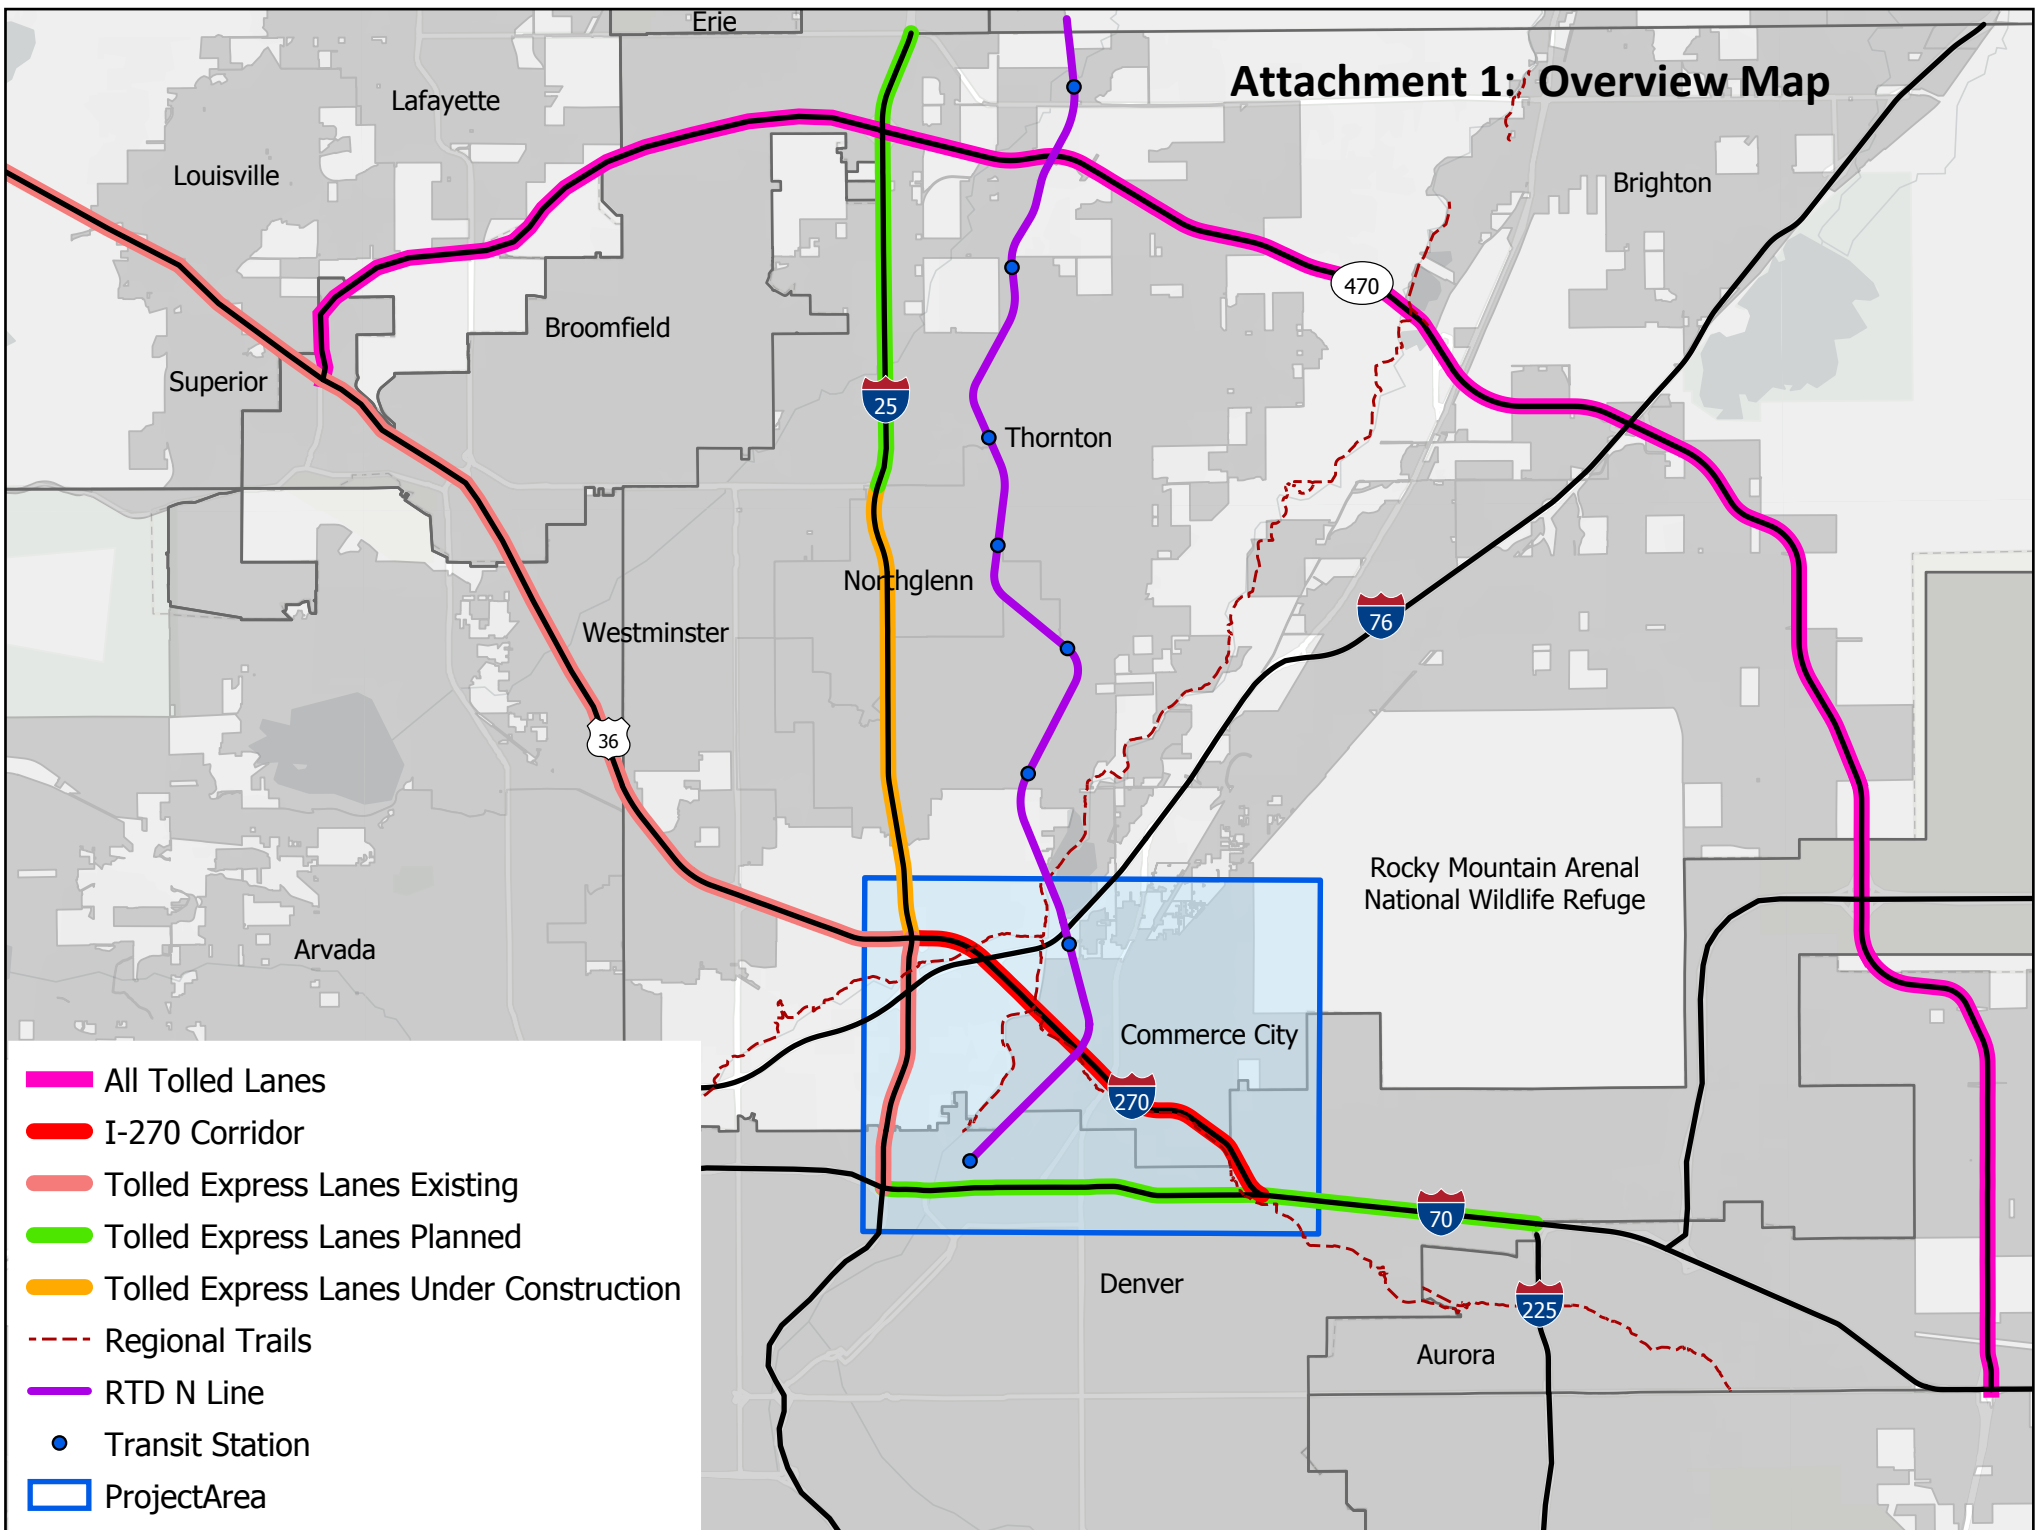 Erie
Attachment 1: Overview Map
Lafayette
Louisville
Brighton
470
Broomfield
Superior
25
Thornton
Northglenn
76
Westminster
36
Rocky Mountain Arenal
National Wildlife Refuge
Arvada
Commerce City
270
70
Denver
225
Aurora
All Tolled Lanes
I-270 Corridor
Tolled Express Lanes Existing
Tolled Express Lanes Planned
Tolled Express Lanes Under Construction
Regional Trails
RTD N Line
Transit Station
ProjectArea